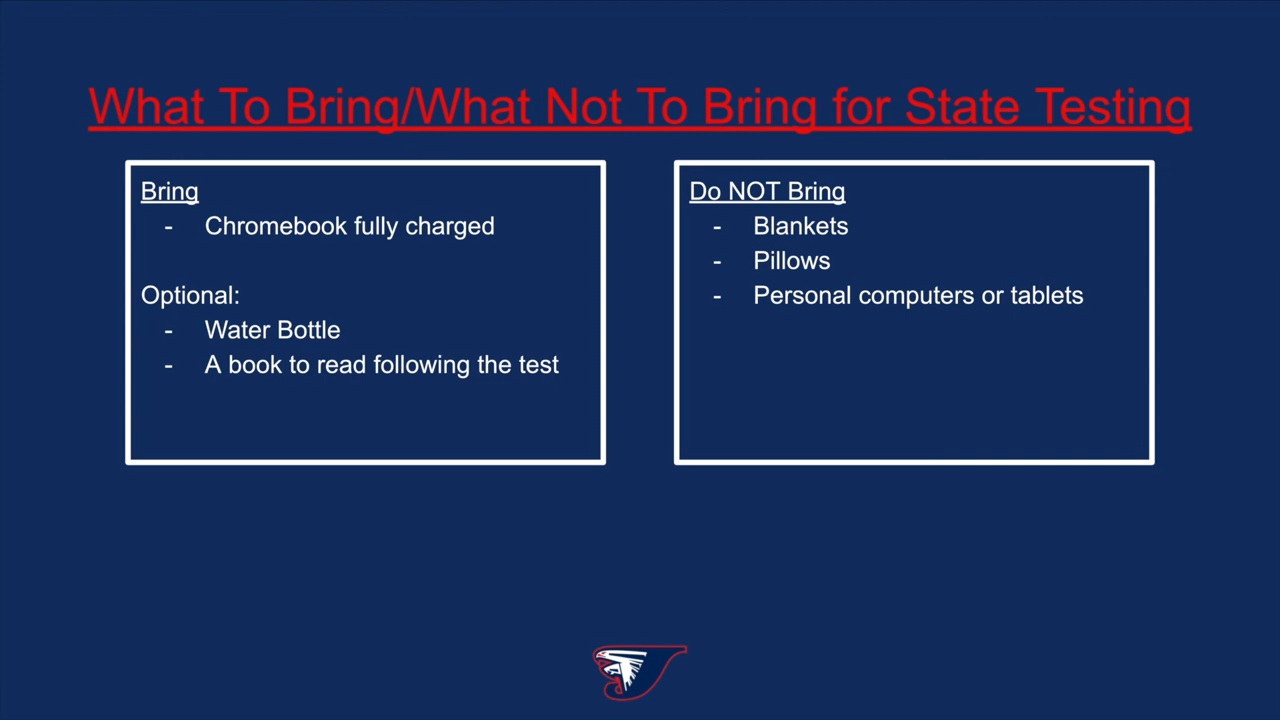 What To Bring/What Not To Bring for State Testing
Bring
- Chromebook fully charged
Optional:
- Water Bottle
- A book to read following the test
Do NOT Bring
- Blankets
- Pillows
- Personal computers or tablets